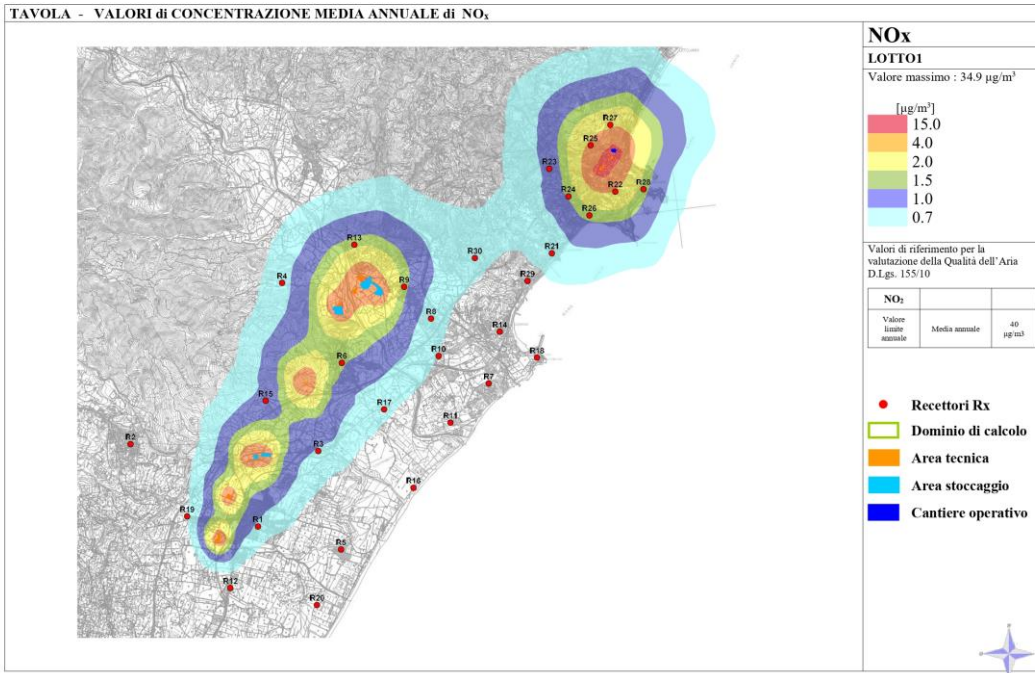 TAVOLA - VALORI di CONCENTRAZIONE MEDIA ANNUALE di NOx
NOx
LOTTO1
Valore massimo : 34.9 µg/m³
[µg/m³]
15.0
4.0
2.0
1.5
1.0
0.7
Valori di riferimento per la
valutazione della Qualità dell'Aria
D.Lgs. 155/10
NO₂
Valore
limite
annuale
Media annuale
40
µg/m3
Recettori Rx
Dominio di calcolo
Area tecnica
Area stoccaggio
Cantiere operativo
R27
R25
R23
R28
R22
R24
R26
R13
R21
R30
R4
R9
R29
R8
R14
R10
R18
R6
R7
R15
R17
R11
R2
R3
R16
R19
R1
R5
R12
R20